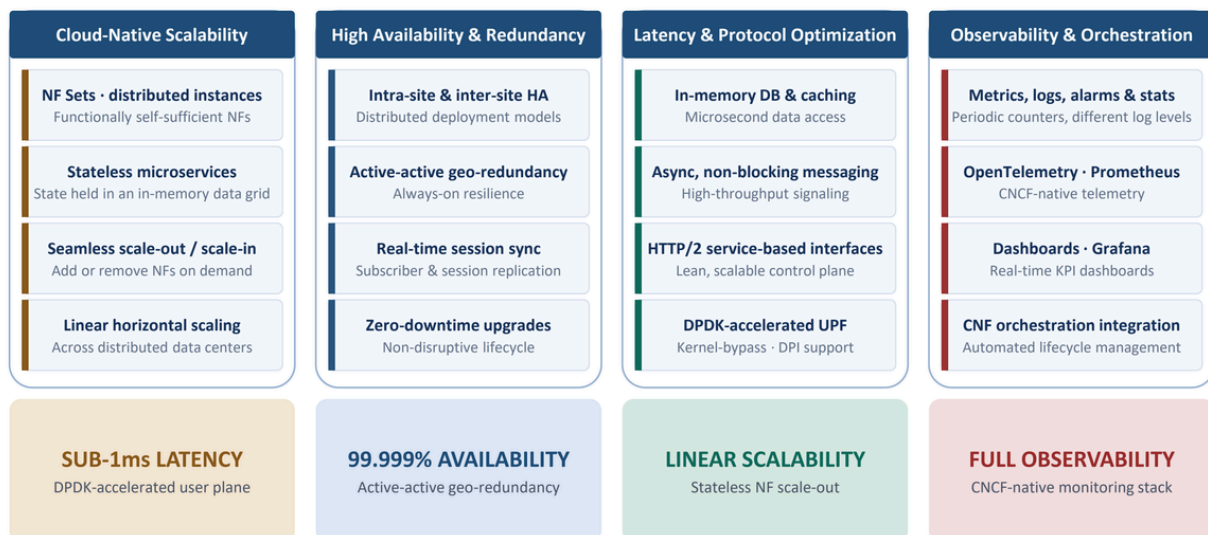 Cloud-Native Scalability
NF Sets · distributed instances
Functionally self-sufficient NFs
Stateless microservices
State held in an in-memory data grid
Seamless scale-out / scale-in
Add or remove NFs on demand
Linear horizontal scaling
Across distributed data centers
High Availability & Redundancy
Intra-site & inter-site HA
Distributed deployment models
Active-active geo-redundancy
Always-on resilience
Real-time session sync
Subscriber & session replication
Zero-downtime upgrades
Non-disruptive lifecycle
Latency & Protocol Optimization
In-memory DB & caching
Microsecond data access
Async, non-blocking messaging
High-throughput signaling
HTTP/2 service-based interfaces
Lean, scalable control plane
DPDK-accelerated UPF
Kernel-bypass · DPI support
Observability & Orchestration
Metrics, logs, alarms & stats
Periodic counters, different log levels
OpenTelemetry · Prometheus
CNCF-native telemetry
Dashboards · Grafana
Real-time KPI dashboards
CNF orchestration integration
Automated lifecycle management
SUB-1ms LATENCY
DPDK-accelerated user plane
99.999% AVAILABILITY
Active-active geo-redundancy
LINEAR SCALABILITY
Stateless NF scale-out
FULL OBSERVABILITY
CNCF-native monitoring stack